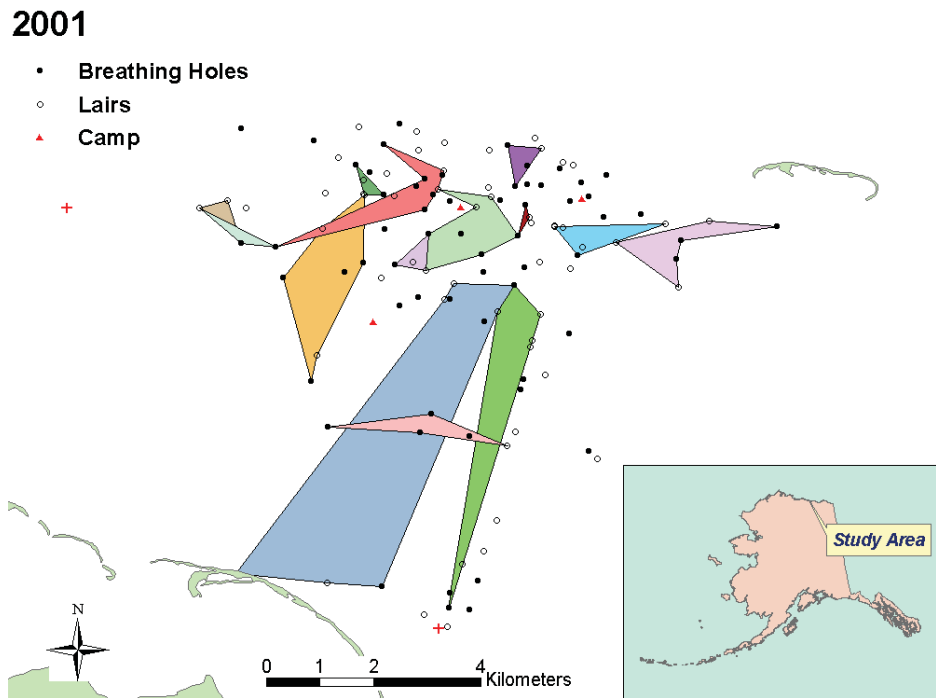 2001
Breathing Holes
Lairs
Camp
Study Area
N
0 1 2 4
Kilometers